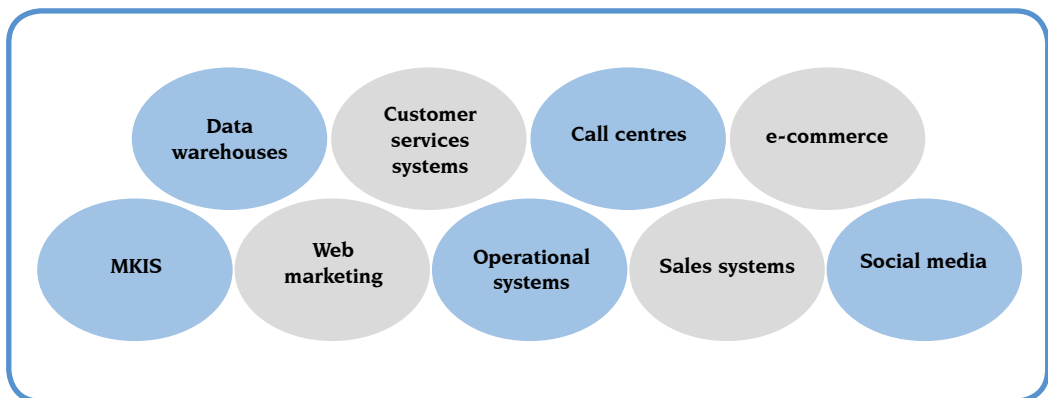 Data
warehouses
Customer
services
systems
Call centres
e-commerce
MKIS
Web
marketing
Operational
systems
Sales systems
Social media